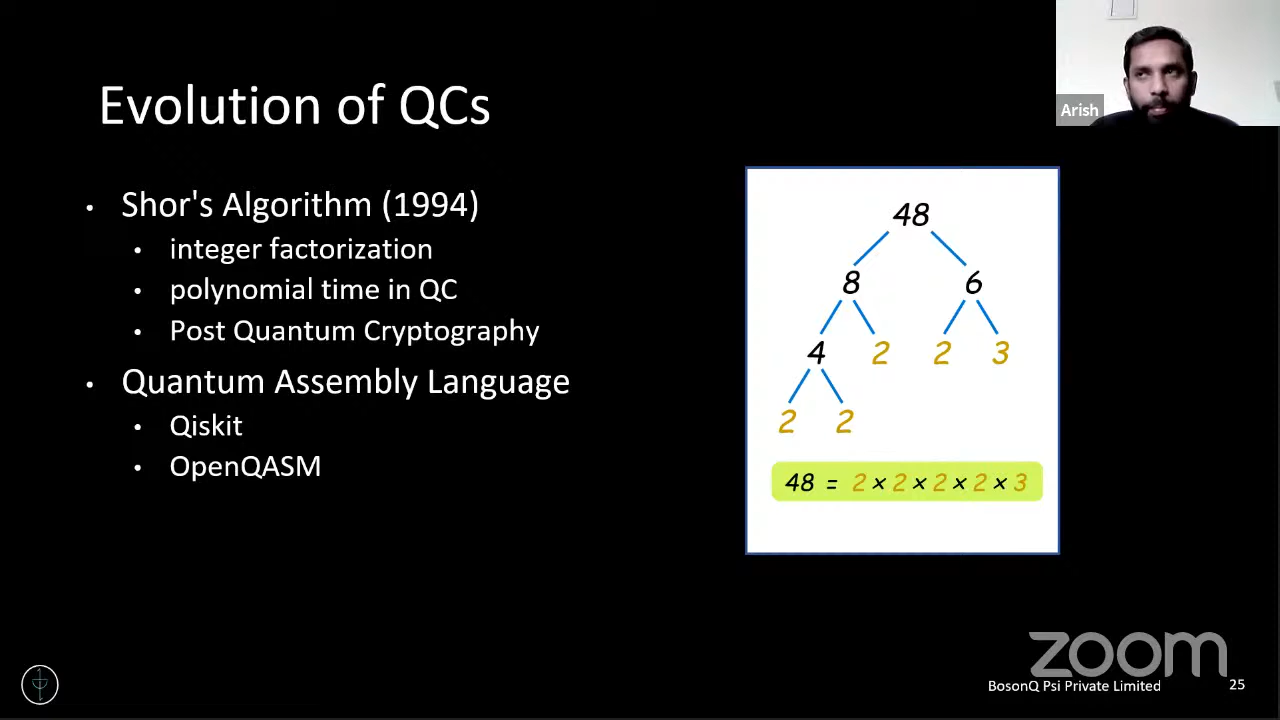 Evolution of QCs
Arish
• Shor's Algorithm (1994)
• integer factorization
• polynomial time in QC
• Post Quantum Cryptography
• Quantum Assembly Language
• Qiskit
• OpenQASM
48
8 6
4 2 2 3
2 2
48 = 2 × 2 × 2 × 2 × 3
zoom
BosonQ Psi Private Limited
25